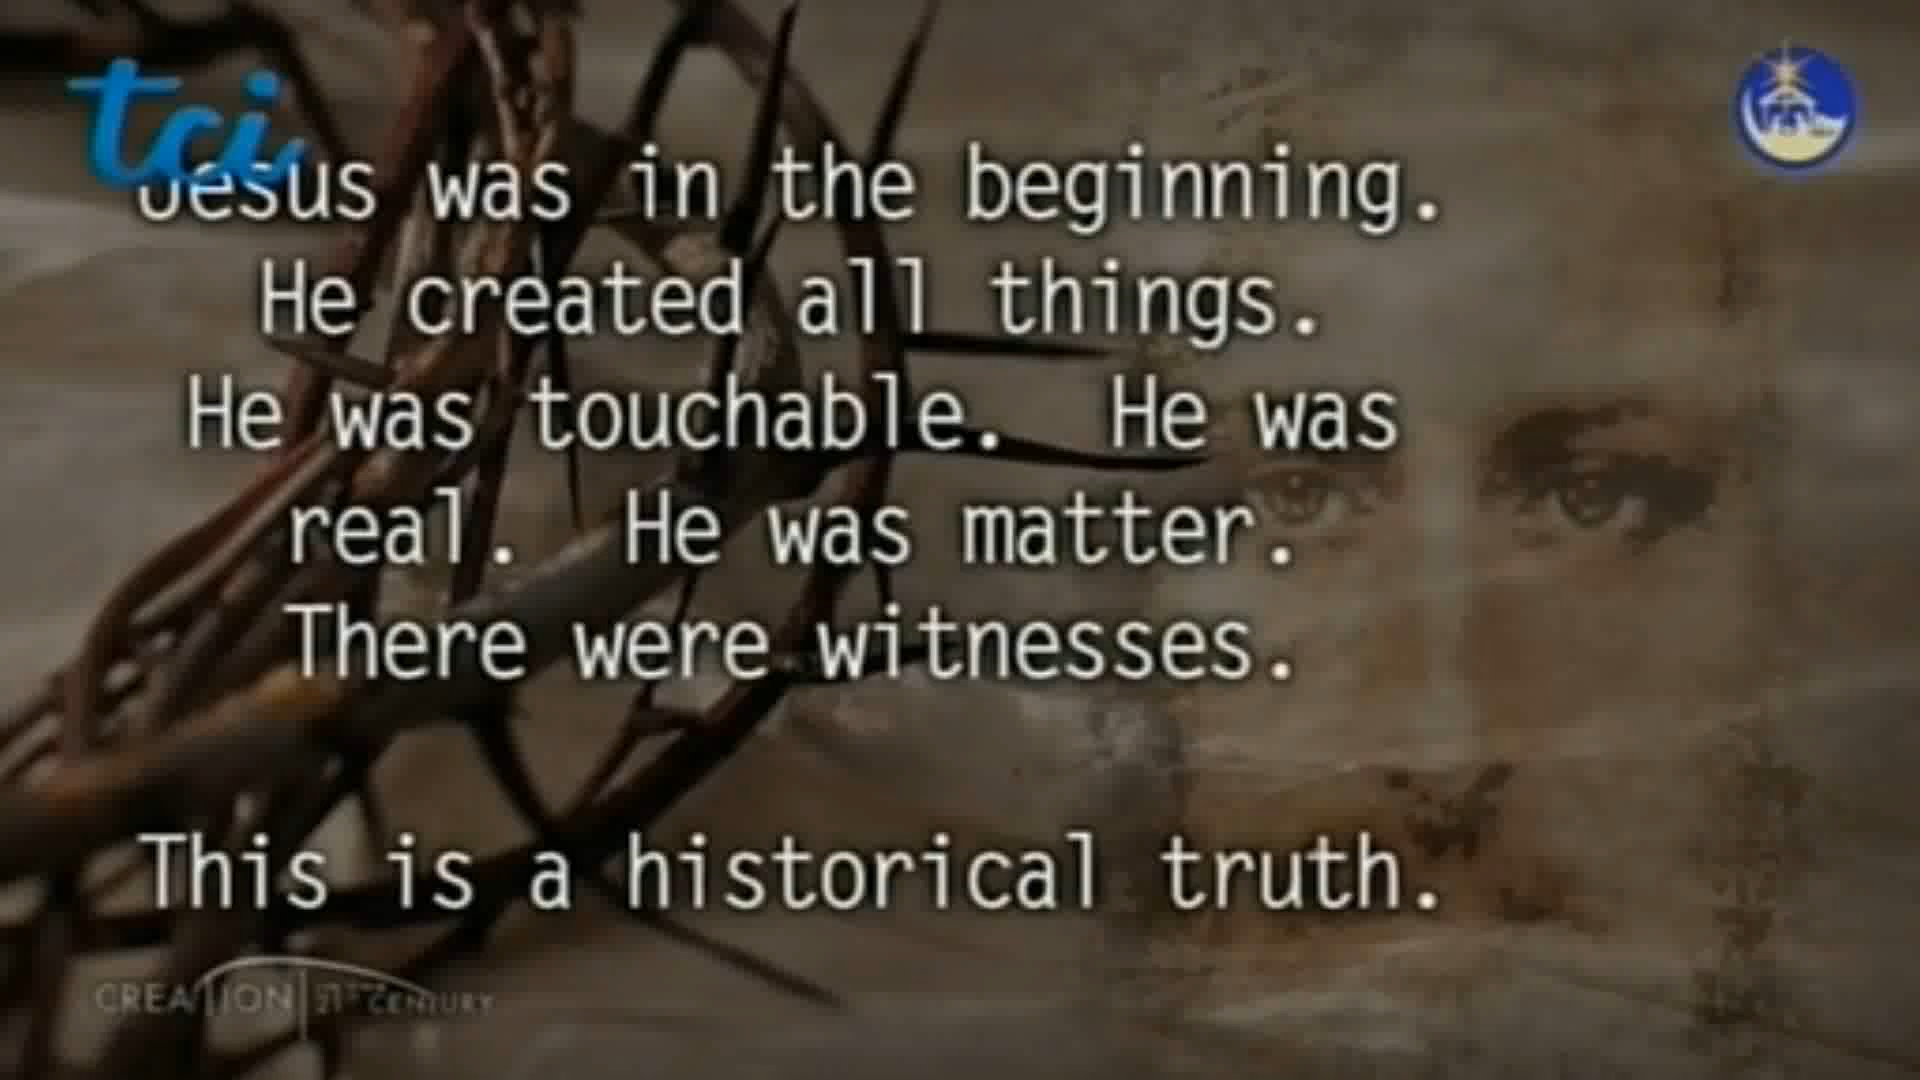 tci
Jesus was in the beginning.
He created all things.
He was touchable. He was
real. He was matter.
There were witnesses.
This is a historical truth.
CREATION 21ST CENTURY